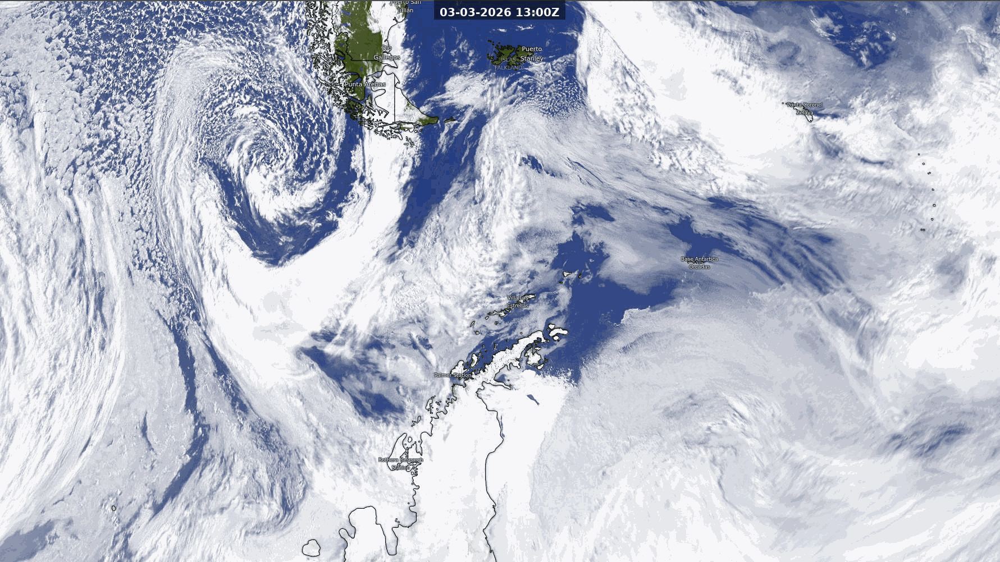 Puerto San
Julián
03-03-2026 13:00Z
Río
Gallegos
Puerto
Stanley
ISLAS
FALKLAND
Punta Arenas
Punta Coronel
Zelaya
Base Antártica
Orcadas
Villa Las
Estrellas
Palmer Station
Rothera Research
Station